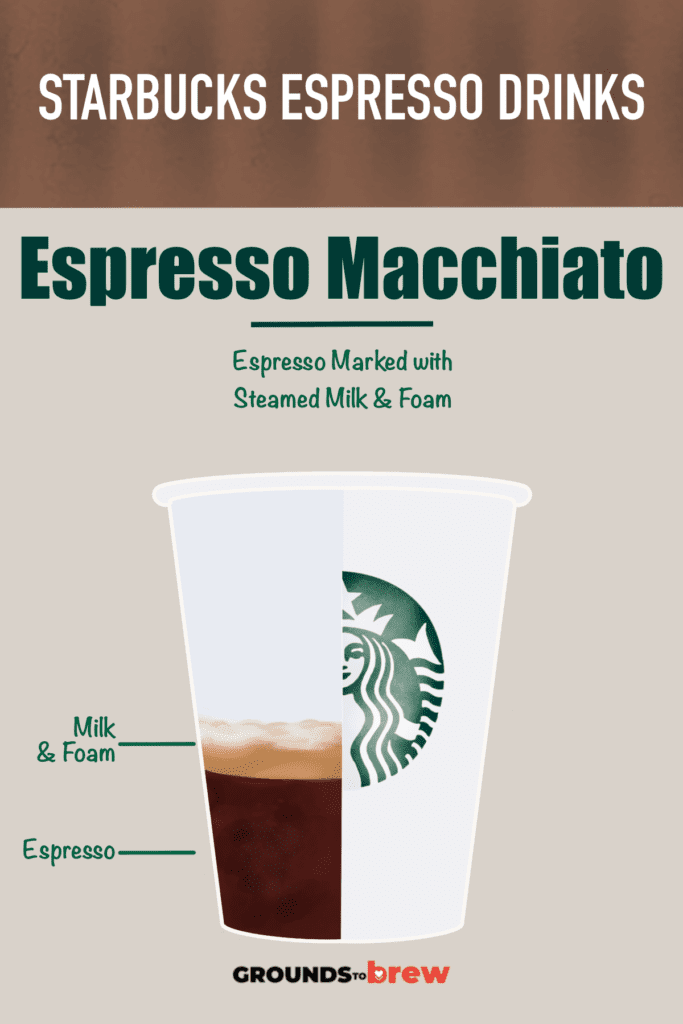 STARBUCKS ESPRESSO DRINKS
Espresso Macchiato
Espresso Marked with
Steamed Milk & Foam
Milk
& Foam
Espresso
GROUNDS TO brew